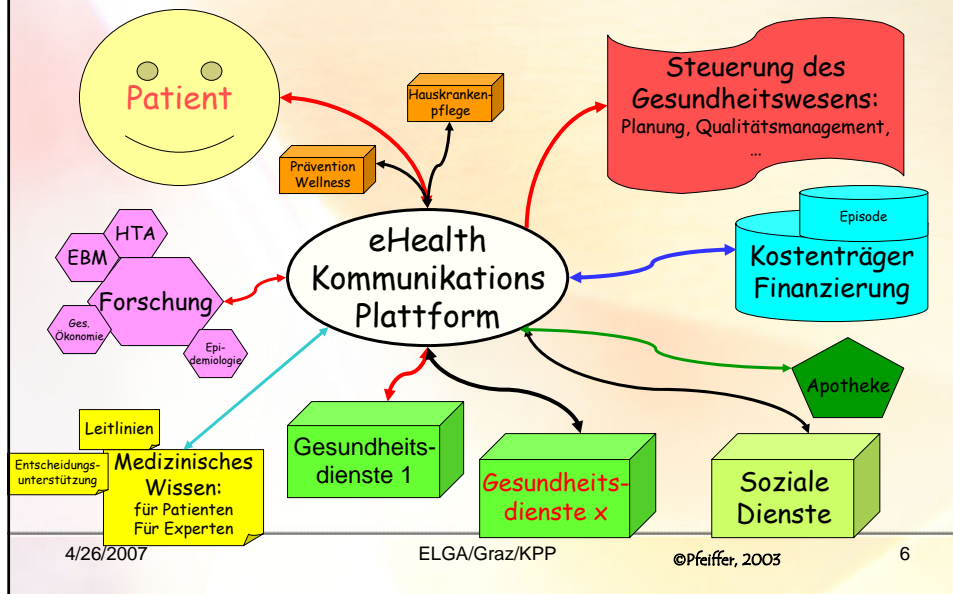 Patient
Hauskranken-
pflege
Prävention
Wellness
Steuerung des
Gesundheitswesens:
Planung, Qualitätsmanagement,
...
HTA
EBM
Forschung
Ges.
Ökonomie
Epi-
demiologie
eHealth
Kommunikations
Plattform
Episode
Kostenträger
Finanzierung
Apotheke
Leitlinien
Entscheidungs-
unterstützung
Medizinisches
Wissen:
für Patienten
Für Experten
Gesundheits-
dienste 1
Gesundheits-
dienste x
Soziale
Dienste
4/26/2007
ELGA/Graz/KPP
©Pfeiffer, 2003
6